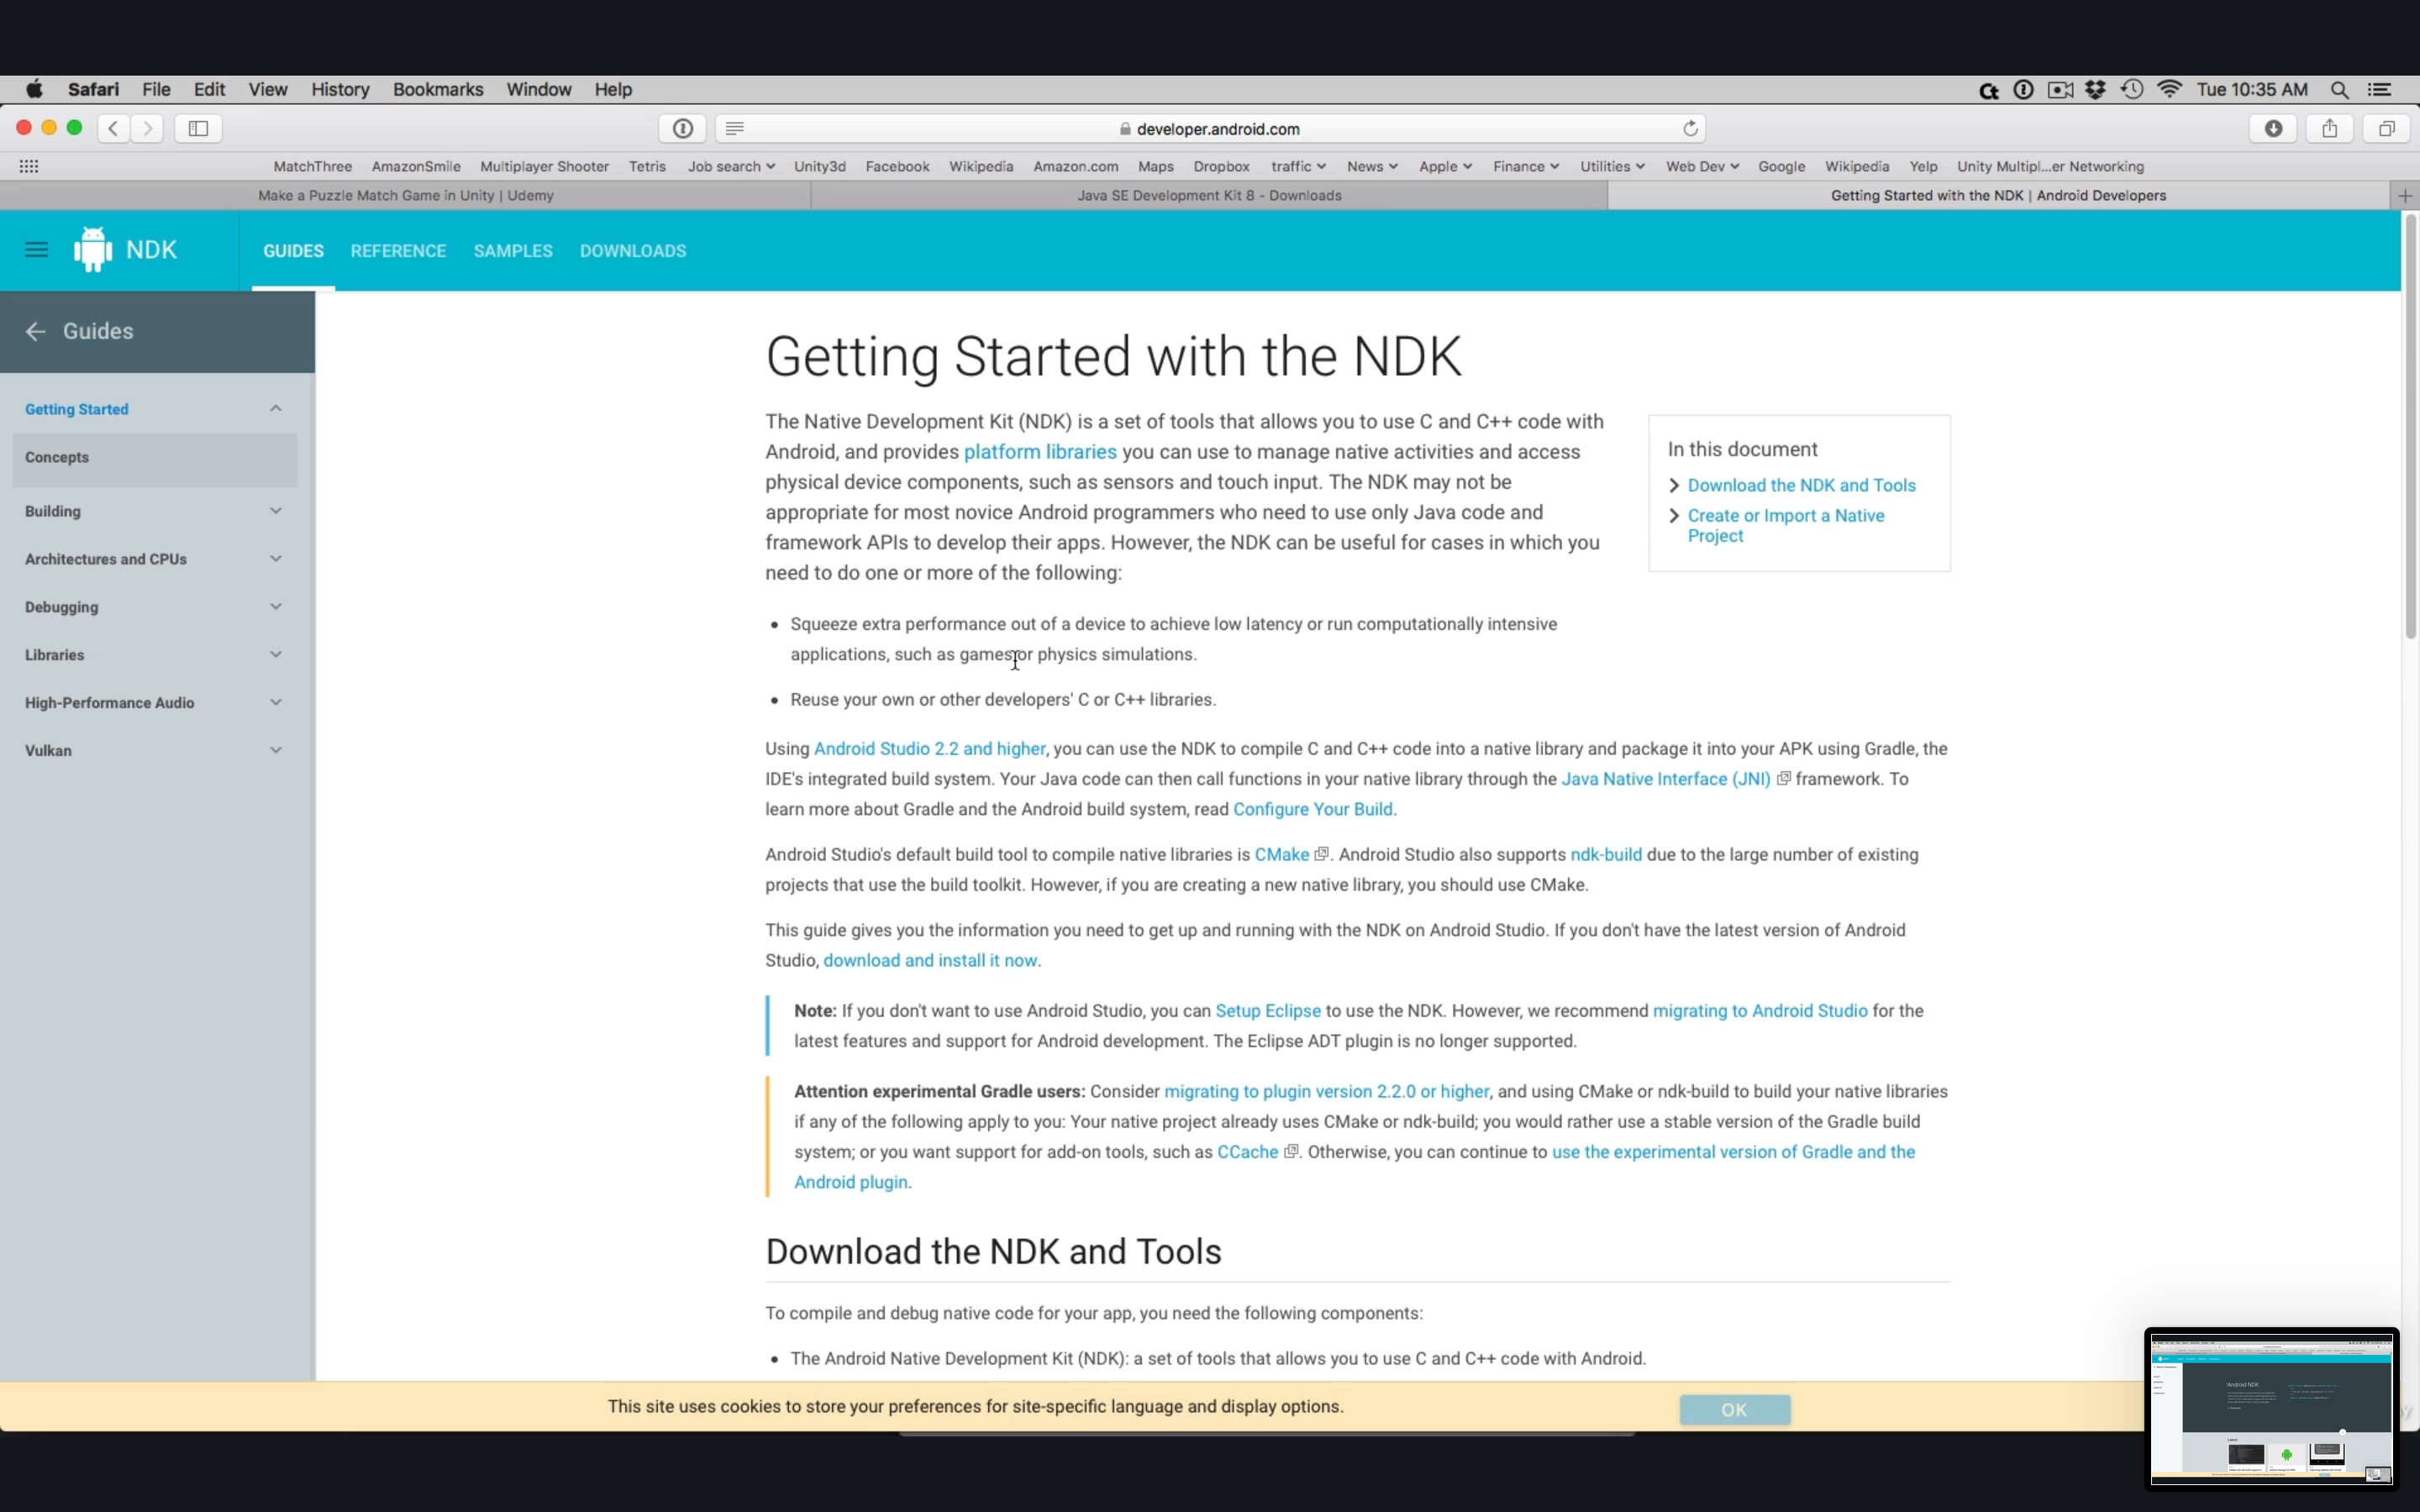 Safari File Edit View History Bookmarks Window Help
Tue 10:35 AM
developer.android.com
MatchThree AmazonSmile Multiplayer Shooter Tetris Job search Unity3d Facebook Wikipedia Amazon.com Maps Dropbox traffic News Apple Finance Utilities Web Dev Google Wikipedia Yelp Unity Multipl...er Networking
Make a Puzzle Match Game in Unity | Udemy
Java SE Development Kit 8 - Downloads
Getting Started with the NDK | Android Developers
NDK
GUIDES REFERENCE SAMPLES DOWNLOADS
Guides
Getting Started
Concepts
Building
Architectures and CPUs
Debugging
Libraries
High-Performance Audio
Vulkan
Getting Started with the NDK
The Native Development Kit (NDK) is a set of tools that allows you to use C and C++ code with
Android, and provides platform libraries you can use to manage native activities and access
physical device components, such as sensors and touch input. The NDK may not be
appropriate for most novice Android programmers who need to use only Java code and
framework APIs to develop their apps. However, the NDK can be useful for cases in which you
need to do one or more of the following:
In this document
Download the NDK and Tools
Create or Import a Native
Project
Squeeze extra performance out of a device to achieve low latency or run computationally intensive
applications, such as games or physics simulations.
Reuse your own or other developers' C or C++ libraries.
Using Android Studio 2.2 and higher, you can use the NDK to compile C and C++ code into a native library and package it into your APK using Gradle, the
IDE's integrated build system. Your Java code can then call functions in your native library through the Java Native Interface (JNI) framework. To
learn more about Gradle and the Android build system, read Configure Your Build.
Android Studio's default build tool to compile native libraries is CMake. Android Studio also supports ndk-build due to the large number of existing
projects that use the build toolkit. However, if you are creating a new native library, you should use CMake.
This guide gives you the information you need to get up and running with the NDK on Android Studio. If you don't have the latest version of Android
Studio, download and install it now.
Note: If you don't want to use Android Studio, you can Setup Eclipse to use the NDK. However, we recommend migrating to Android Studio for the
latest features and support for Android development. The Eclipse ADT plugin is no longer supported.
Attention experimental Gradle users: Consider migrating to plugin version 2.2.0 or higher, and using CMake or ndk-build to build your native libraries
if any of the following apply to you: Your native project already uses CMake or ndk-build; you would rather use a stable version of the Gradle build
system; or you want support for add-on tools, such as CCache. Otherwise, you can continue to use the experimental version of Gradle and the
Android plugin.
Download the NDK and Tools
To compile and debug native code for your app, you need the following components:
The Android Native Development Kit (NDK): a set of tools that allows you to use C and C++ code with Android.
This site uses cookies to store your preferences for site-specific language and display options.
OK
Android NDK